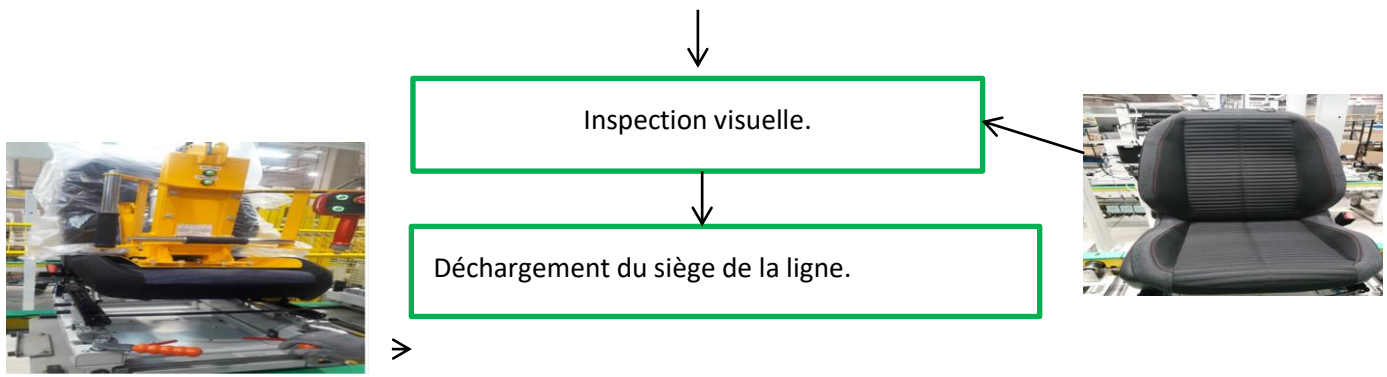 Inspection visuelle.
Déchargement du siège de la ligne.